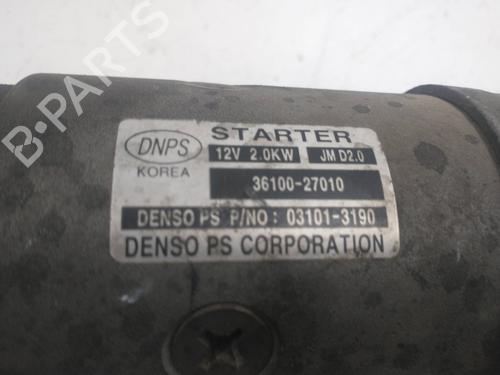 B-PARTS
DNPS
KOREA
STARTER
12V 2.0KW JM D2.0
36100-27010
DENSO PS P/NO: 03101-3190
DENSO PS CORPORATION